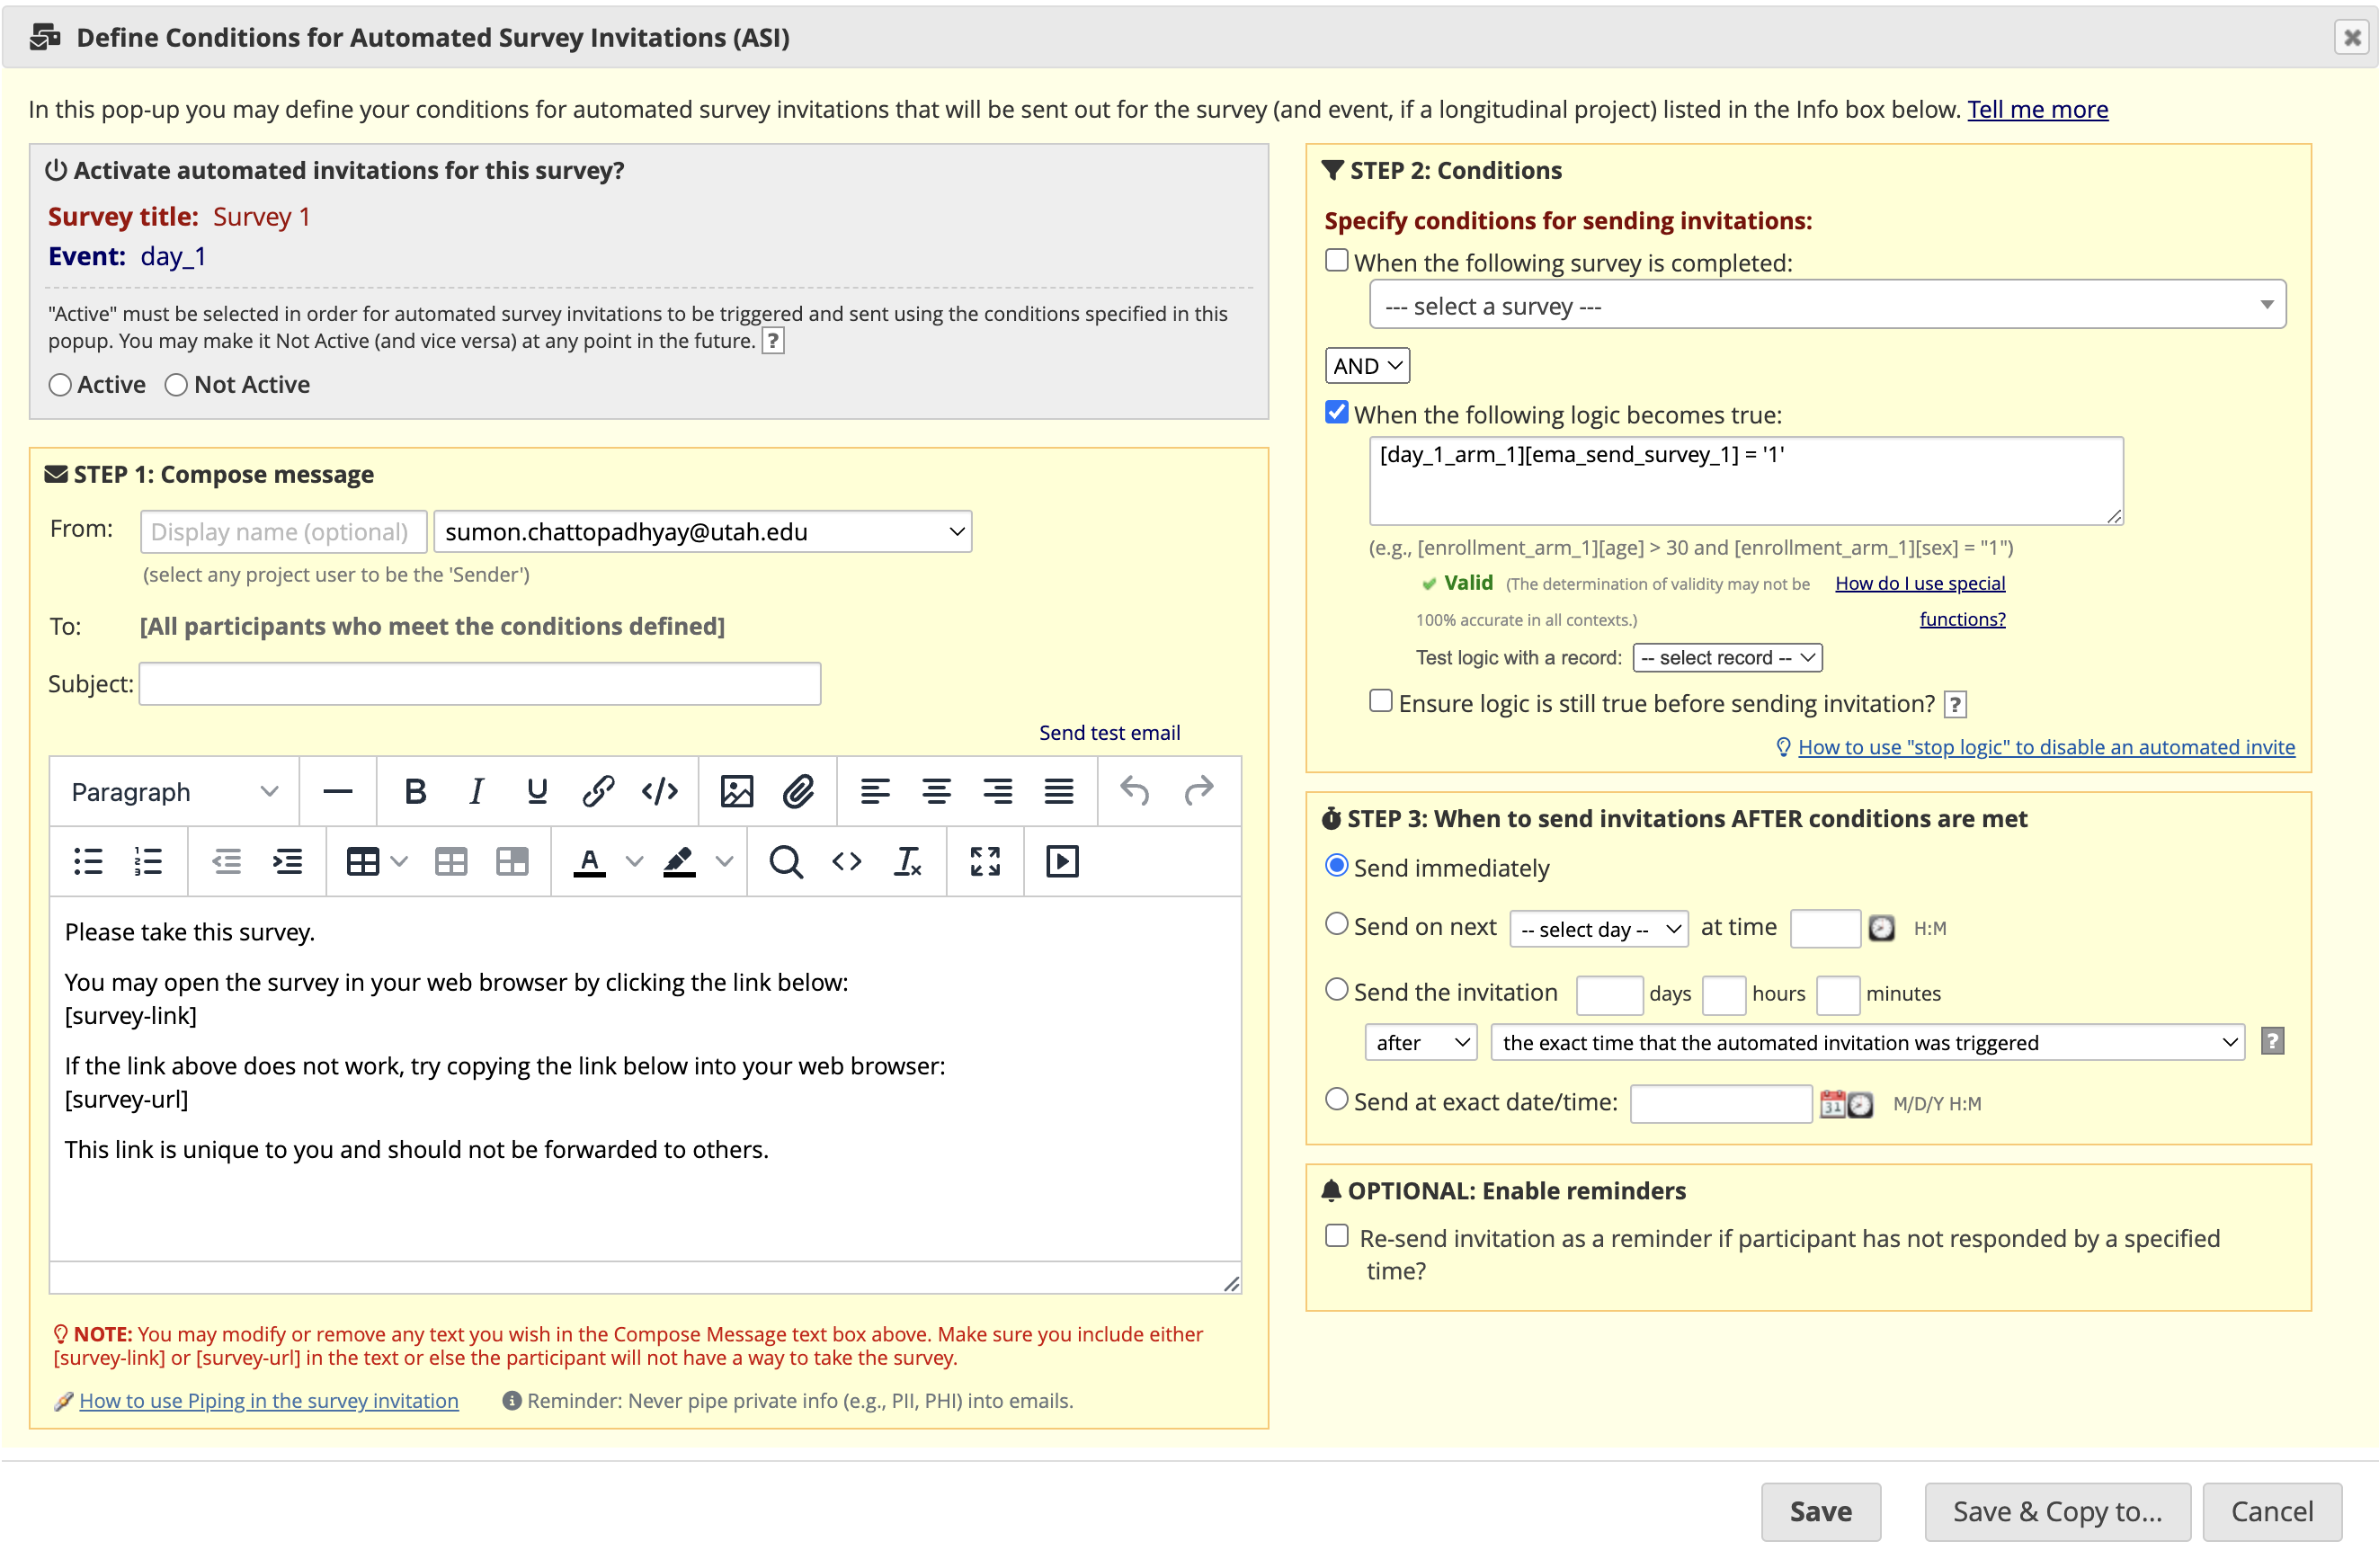 Define Conditions for Automated Survey Invitations (ASI)
In this pop-up you may define your conditions for automated survey invitations that will be sent out for the survey (and event, if a longitudinal project) listed in the Info box below. Tell me more
Activate automated invitations for this survey?
Survey title: Survey 1
Event: day_1
"Active" must be selected in order for automated survey invitations to be triggered and sent using the conditions specified in this
popup. You may make it Not Active (and vice versa) at any point in the future. ?
Active Not Active
STEP 1: Compose message
From: Display name (optional) sumon.chattopadhyay@utah.edu
(select any project user to be the 'Sender')
To: [All participants who meet the conditions defined]
Subject:
Send test email
Paragraph
Please take this survey.
You may open the survey in your web browser by clicking the link below:
[survey-link]
If the link above does not work, try copying the link below into your web browser:
[survey-url]
This link is unique to you and should not be forwarded to others.
NOTE: You may modify or remove any text you wish in the Compose Message text box above. Make sure you include either
[survey-link] or [survey-url] in the text or else the participant will not have a way to take the survey.
How to use Piping in the survey invitation Reminder: Never pipe private info (e.g., PII, PHI) into emails.
STEP 2: Conditions
Specify conditions for sending invitations:
When the following survey is completed:
--- select a survey ---
AND
When the following logic becomes true:
[day_1_arm_1][ema_send_survey_1] = '1'
(e.g., [enrollment_arm_1][age] > 30 and [enrollment_arm_1][sex] = "1")
Valid (The determination of validity may not be How do I use special
100% accurate in all contexts.) functions?
Test logic with a record: -- select record --
Ensure logic is still true before sending invitation? ?
How to use "stop logic" to disable an automated invite
STEP 3: When to send invitations AFTER conditions are met
Send immediately
Send on next -- select day -- at time H:M
Send the invitation days hours minutes
after the exact time that the automated invitation was triggered ?
Send at exact date/time: 31 M/D/Y H:M
OPTIONAL: Enable reminders
Re-send invitation as a reminder if participant has not responded by a specified
time?
Save Save & Copy to... Cancel